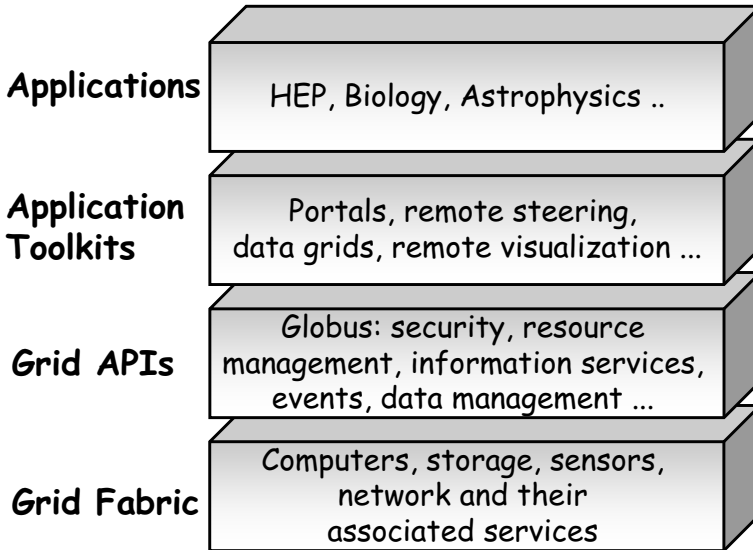 Applications
HEP, Biology, Astrophysics ..
Application
Toolkits
Portals, remote steering,
data grids, remote visualization ...
Grid APIs
Globus: security, resource
management, information services,
events, data management ...
Grid Fabric
Computers, storage, sensors,
network and their
associated services